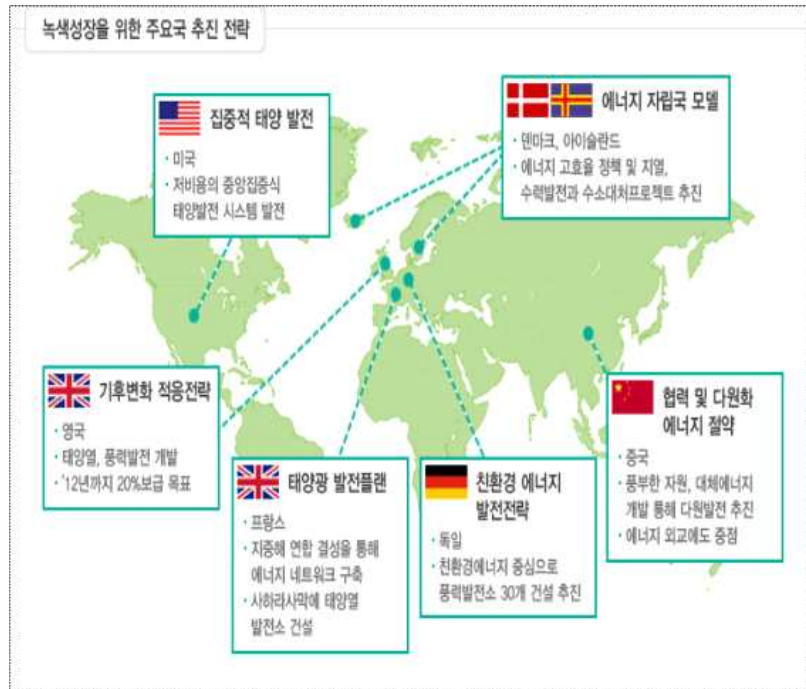 녹색성장을 위한 주요국 추진 전략
집중적 태양 발전
· 미국
· 저비용의 중앙집중식
태양발전 시스템 발전
에너지 자립국 모델
· 덴마크, 아이슬란드
· 에너지 고효율 정책 및 지열,
수력발전과 수소대처프로젝트 추진
기후변화 적응전략
· 영국
· 태양열, 풍력발전 개발
· '12년까지 20%보급 목표
태양광 발전플랜
· 프랑스
· 지중해 연합 결성을 통해
에너지 네트워크 구축
· 사하라사막에 태양열
발전소 건설
친환경 에너지
발전전략
· 독일
· 친환경에너지 중심으로
풍력발전소 30개 건설 추진
협력 및 다원화
에너지 절약
· 중국
· 풍부한 자원, 대체에너지
개발 통해 다원발전 추진
· 에너지 외교에도 중점